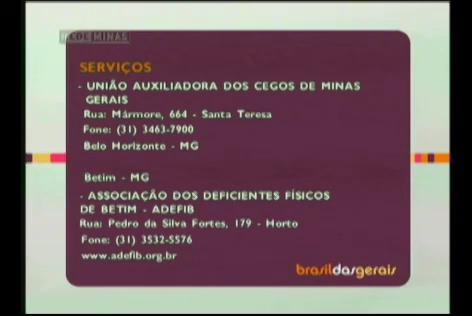 REDE MINAS
SERVIÇOS
- UNIÃO AUXILIADORA DOS CEGOS DE MINAS
GERAIS
Rua: Mármore, 664 - Santa Teresa
Fone: (31) 3463-7900
Belo Horizonte - MG
Betim - MG
- ASSOCIAÇÃO DOS DEFICIENTES FÍSICOS
DE BETIM - ADEFIB
Rua: Pedro da Silva Fortes, 179 - Horto
Fone: (31) 3532-5576
www.adefib.org.br
brasildasgerais